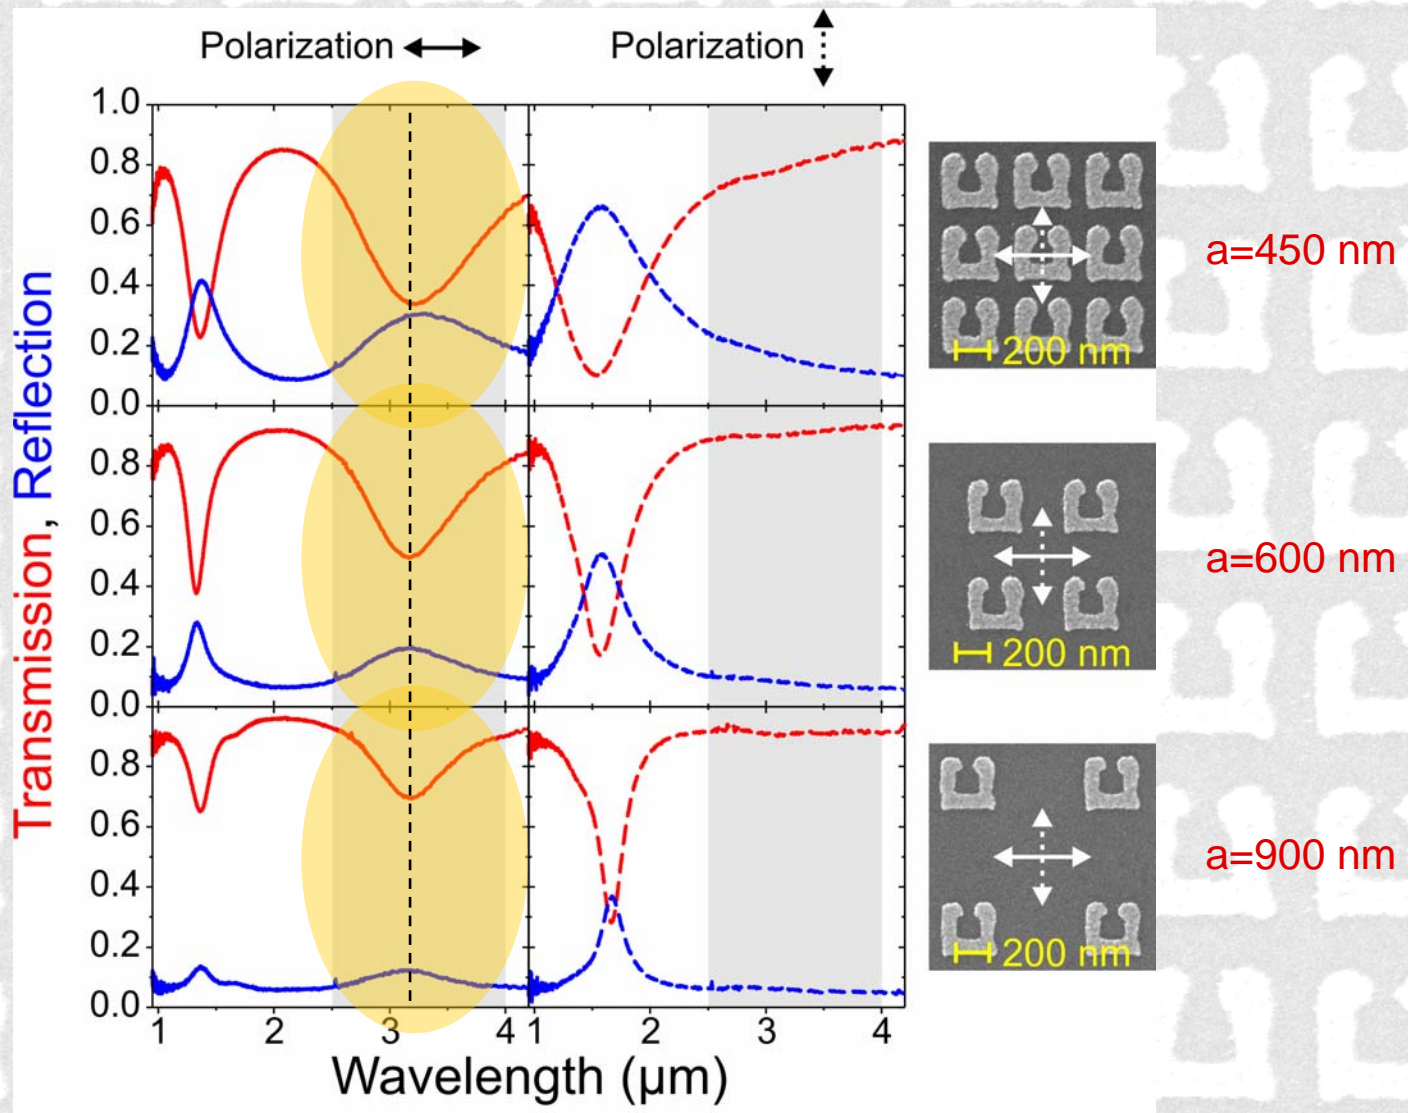 Polarization
Polarization
Transmission, Reflection
1.0
0.8
0.6
0.4
0.2
0.0
0.8
0.6
0.4
0.2
0.0
0.8
0.6
0.4
0.2
0.0
1 2 3 4 1 2 3 4
Wavelength (μm)
200 nm
a=450 nm
200 nm
a=600 nm
200 nm
a=900 nm